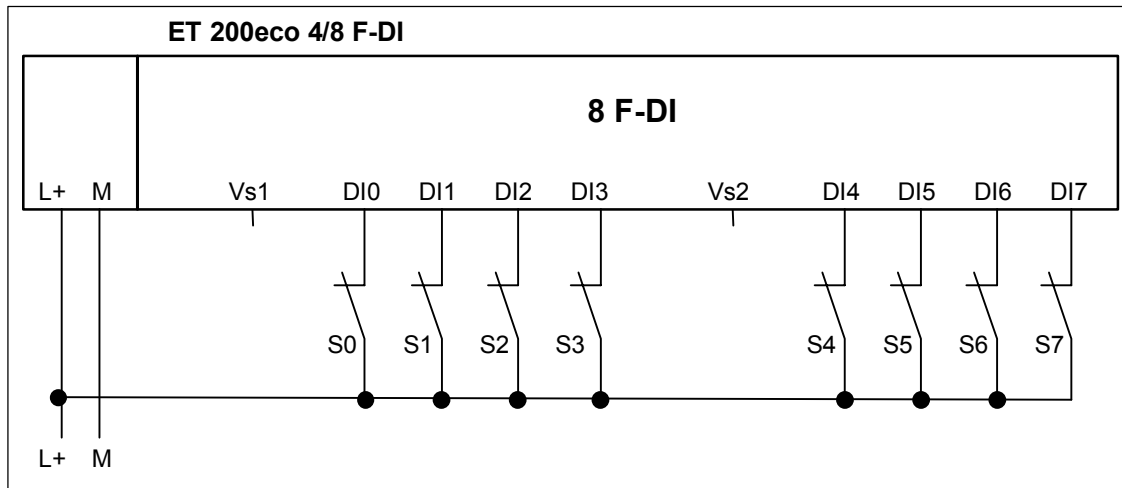 ET 200eco 4/8 F-DI
8 F-DI
L+ M Vs1 DI0 DI1 DI2 DI3 Vs2 DI4 DI5 DI6 DI7
S0 S1 S2 S3 S4 S5 S6 S7
L+ M